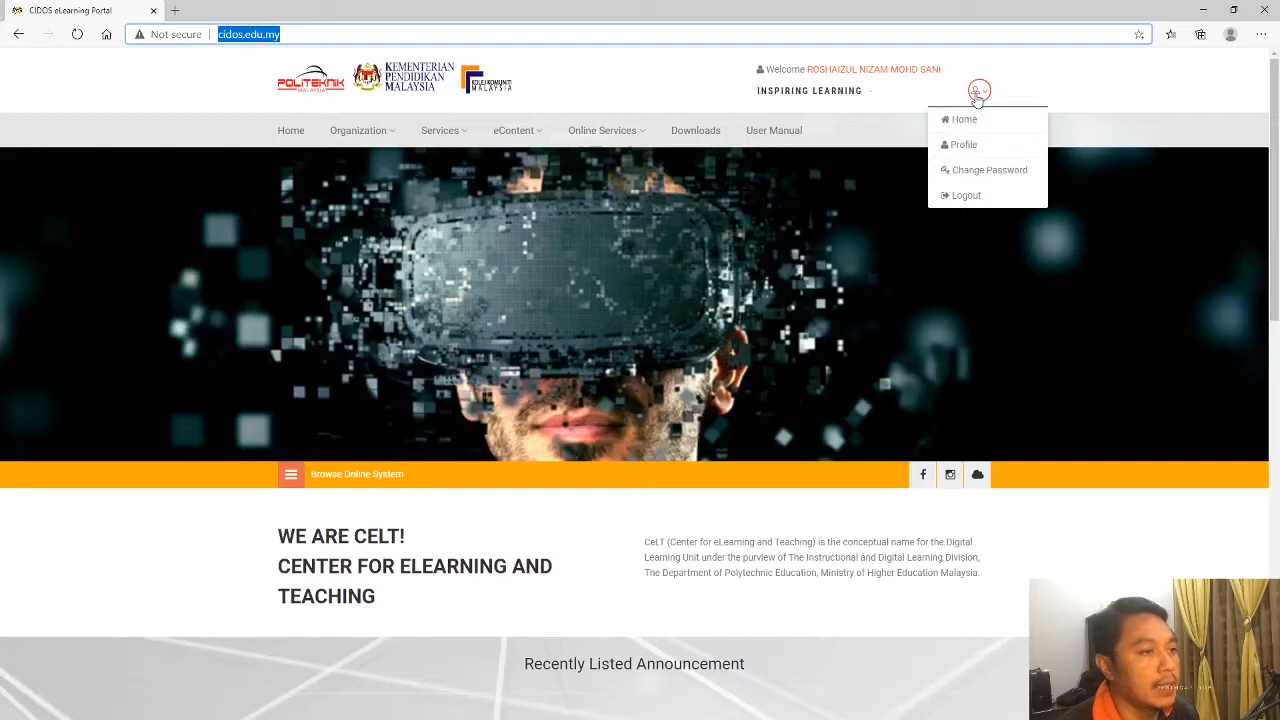 CIDOS eLearning Portal
Not secure
cidos.edu.my
POLITEKNIK
MALAYSIA
KEMENTERIAN
PENDIDIKAN
MALAYSIA
KOLEJ KOMUNITI
MALAYSIA
Welcome ROSHAIZUL NIZAM MOHD SANI
INSPIRING LEARNING
Home
Profile
Change Password
Logout
Home Organization Services eContent Online Services Downloads User Manual
Browse Online System
WE ARE CELT!
CENTER FOR ELEARNING AND
TEACHING
CeLT (Center for eLearning and Teaching) is the conceptual name for the Digital
Learning Unit under the purview of The Instructional and Digital Learning Division,
The Department of Polytechnic Education, Ministry of Higher Education Malaysia.
Recently Listed Announcement